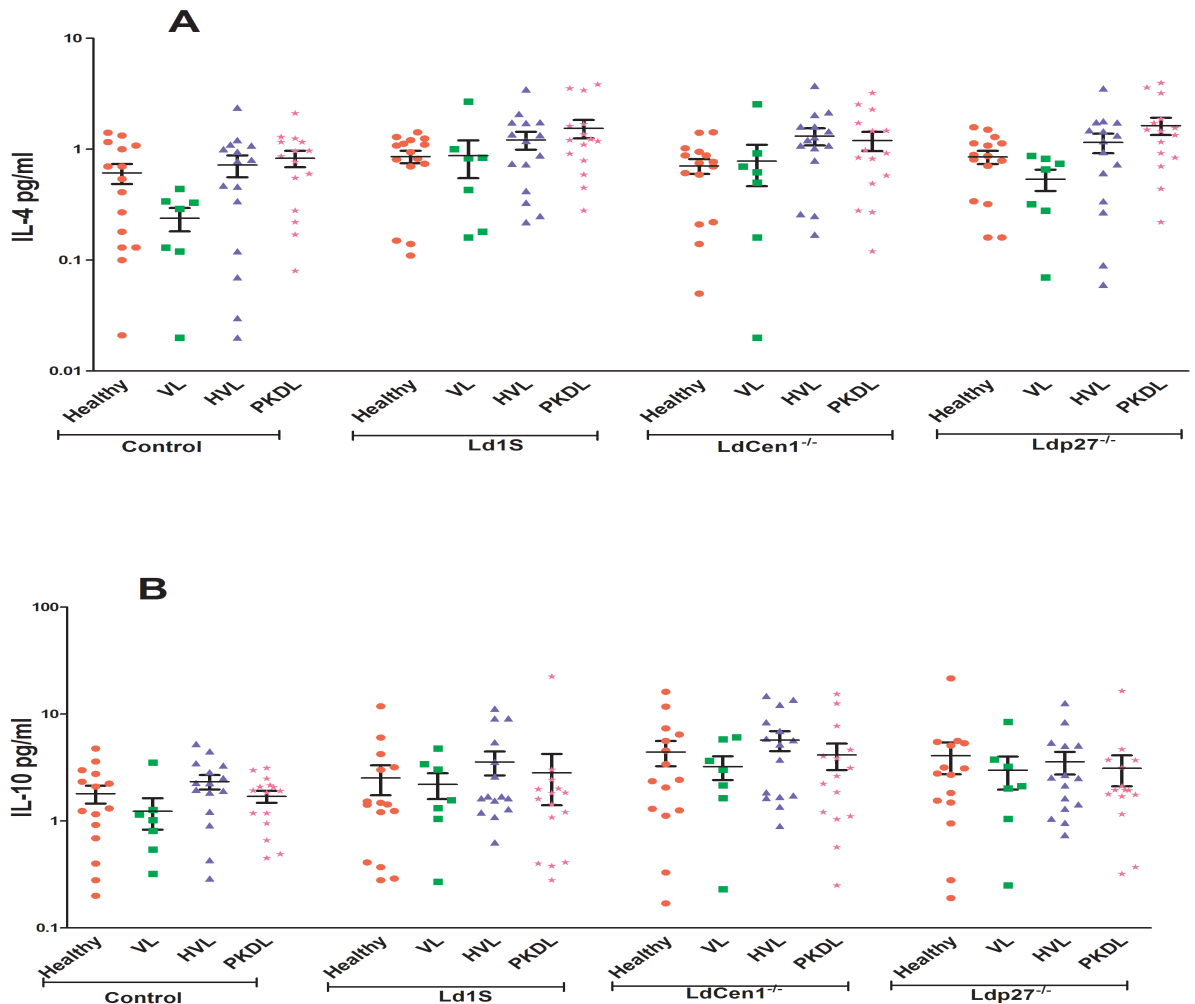 A
10
1
0.1
0.01
IL-4 pg/ml
Healthy VL HVL PKDL Healthy VL HVL PKDL Healthy VL HVL PKDL Healthy VL HVL PKDL
Control Ld1S LdCen1-/- Ldp27-/-
B
100
10
1
0.1
IL-10 pg/ml
Healthy VL HVL PKDL Healthy VL HVL PKDL Healthy VL HVL PKDL Healthy VL HVL PKDL
Control Ld1S LdCen1-/- Ldp27-/-